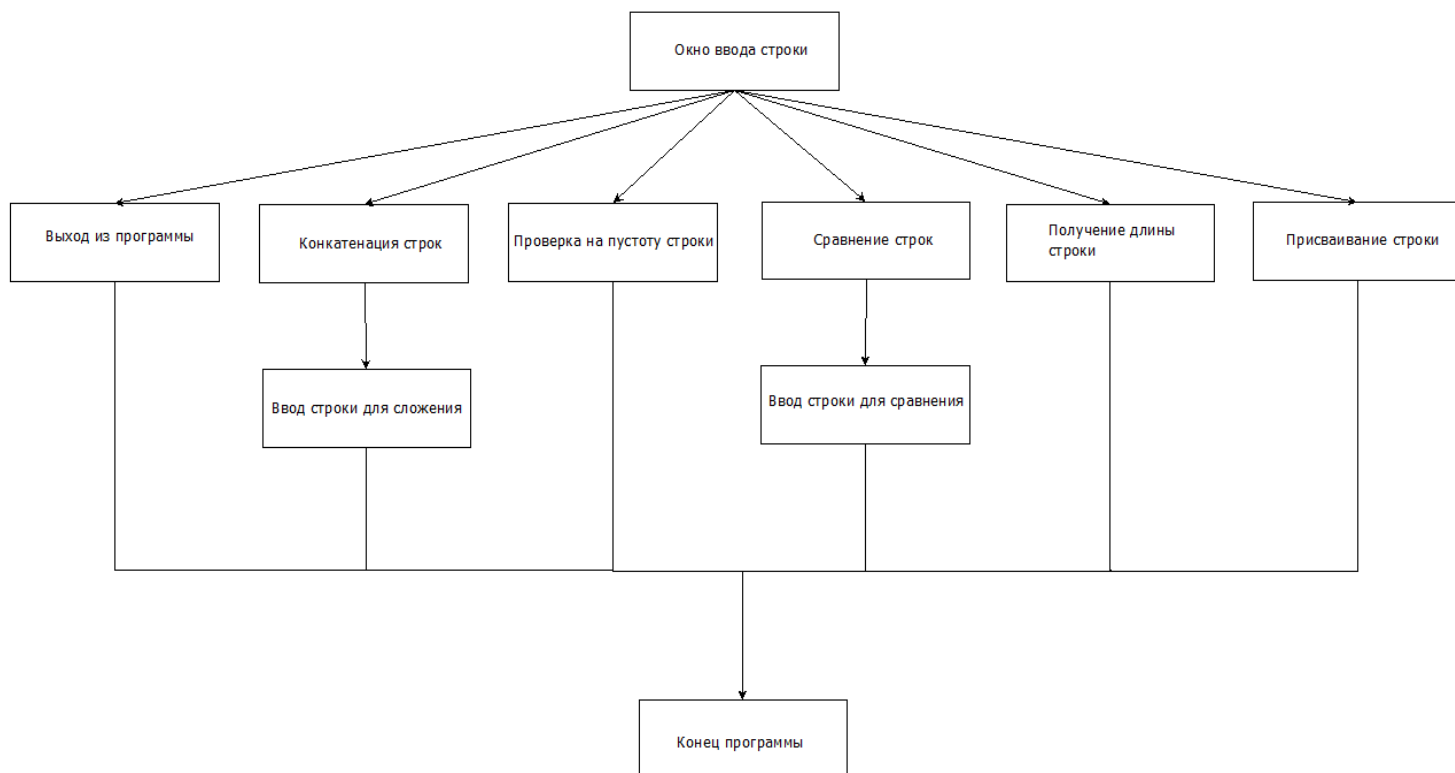 Окно ввода строки
Выход из программы
Конкатенация строк
Проверка на пустоту строки
Сравнение строк
Получение длины
строки
Присваивание строки
Ввод строки для сложения
Ввод строки для сравнения
Конец программы